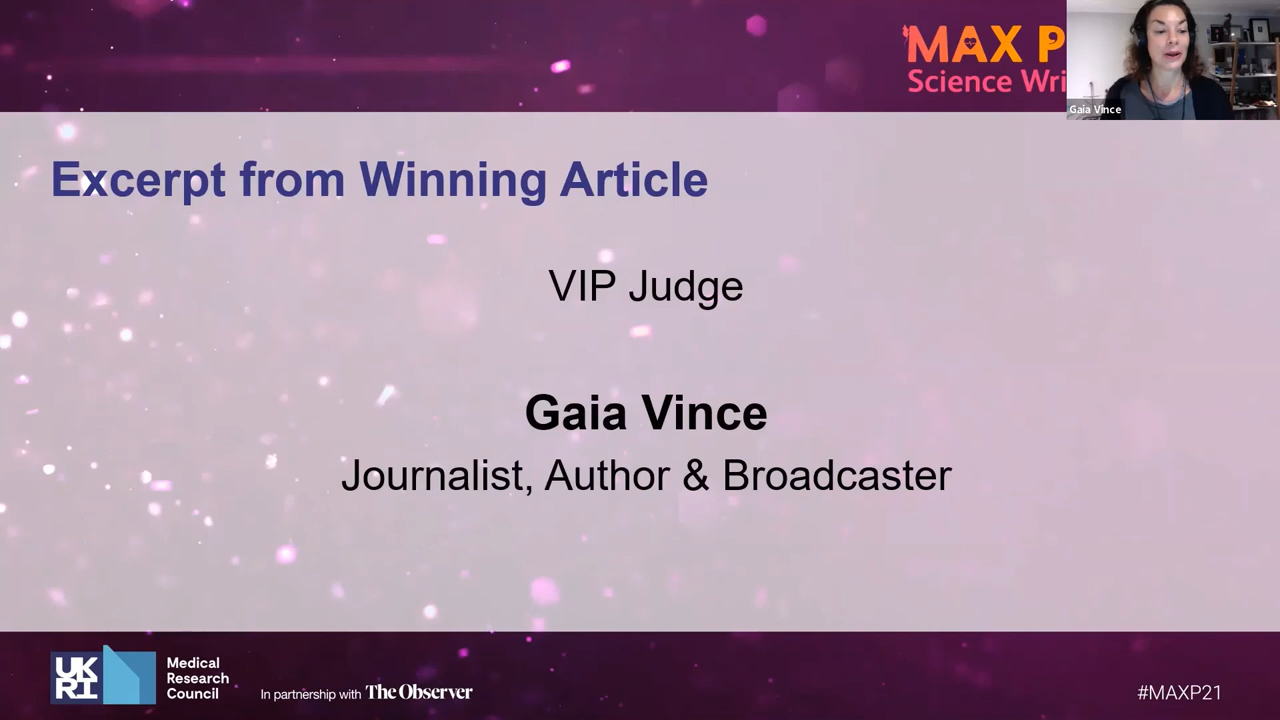 MAX P
Science Wri
Gaia Vince
Excerpt from Winning Article
VIP Judge
Gaia Vince
Journalist, Author & Broadcaster
UK
RI
Medical
Research
Council
In partnership with The Observer
#MAXP21